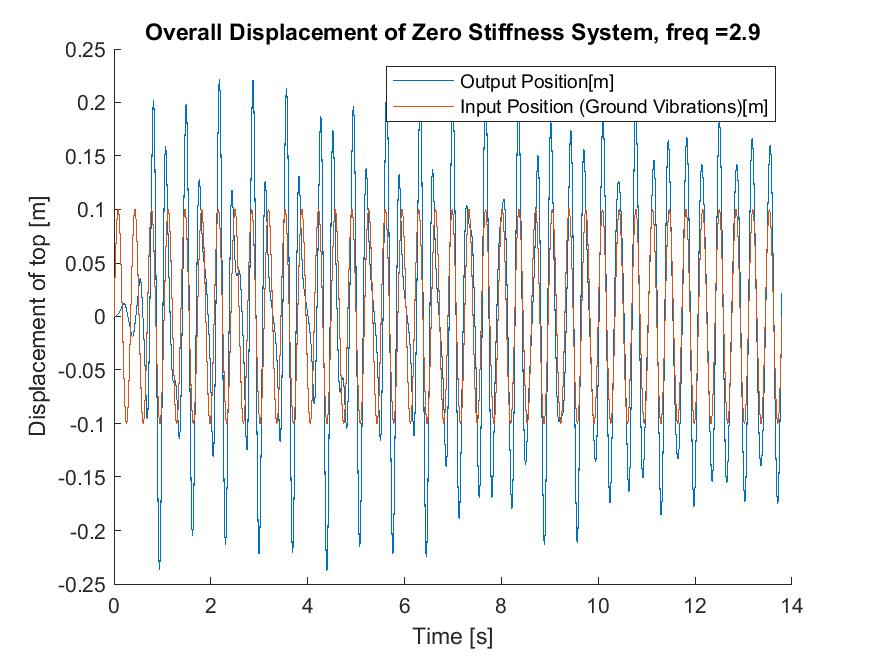 Overall Displacement of Zero Stiffness System, freq =2.9
Output Position[m]
Input Position (Ground Vibrations)[m]
Displacement of top [m]
0.25
0.2
0.15
0.1
0.05
0
-0.05
-0.1
-0.15
-0.2
-0.25
0 2 4 6 8 10 12 14
Time [s]